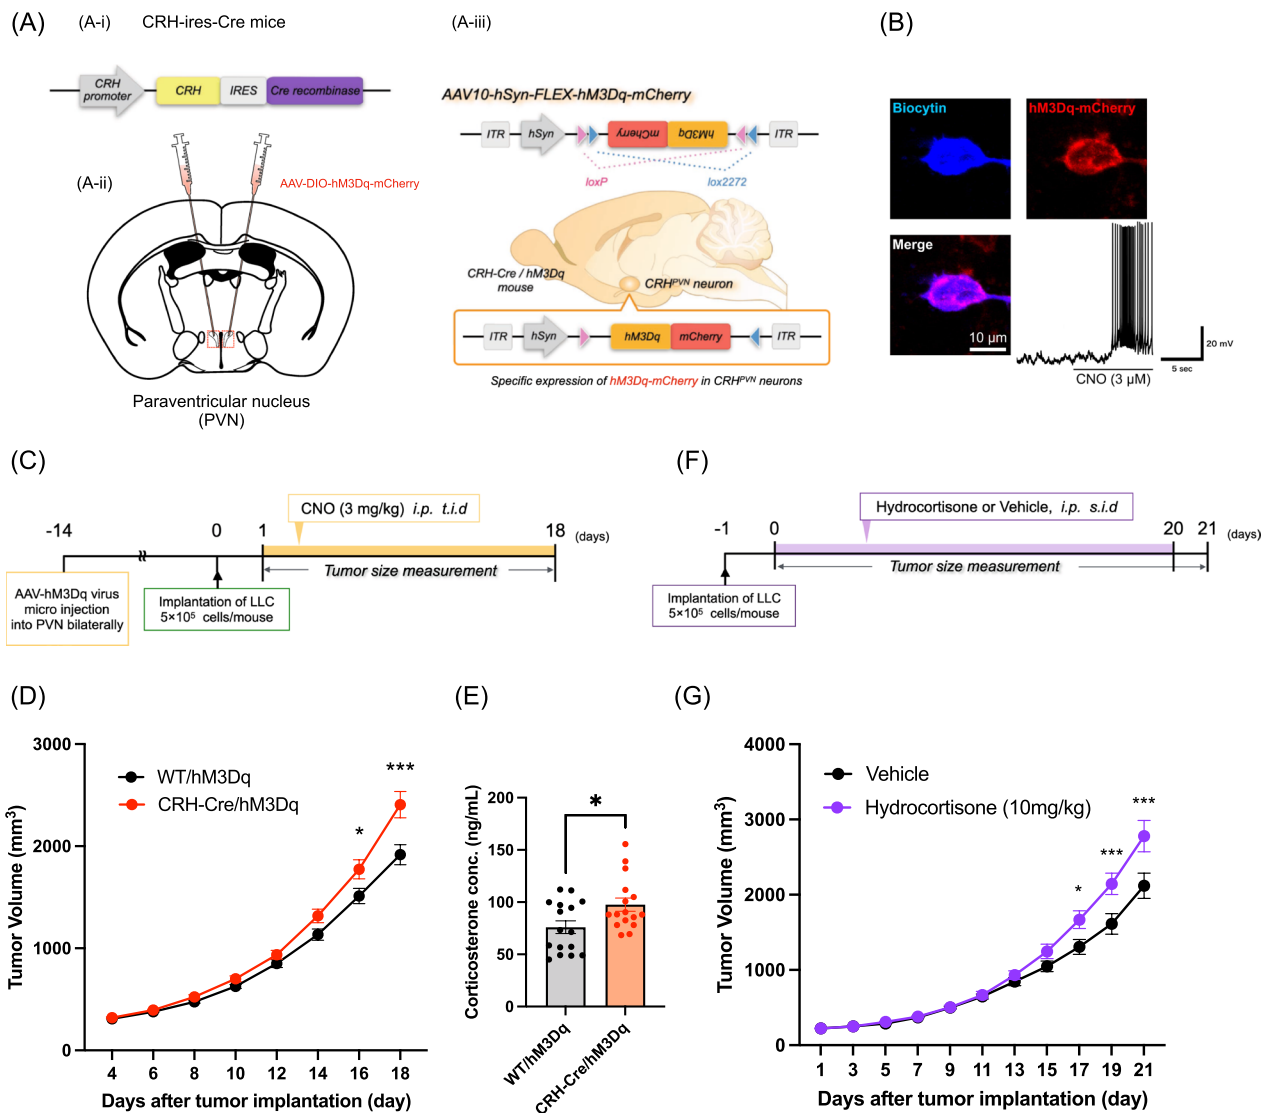 (A)
(A-i)
CRH-ires-Cre mice
CRH
promoter
CRH
IRES
Cre recombinase
(A-ii)
AAV-DIO-hM3Dq-mCherry
Paraventricular nucleus
(PVN)
(A-iii)
AAV10-hSyn-FLEX-hM3Dq-mCherry
ITR
hSyn
mCherry
hM3Dq
ITR
loxP
lox2272
CRH-Cre / hM3Dq
mouse
CRHPVN neuron
ITR
hSyn
hM3Dq
mCherry
ITR
Specific expression of hM3Dq-mCherry in CRHPVN neurons
(B)
Biocytin
hM3Dq-mCherry
Merge
10 µm
20 mV
5 sec
CNO (3 µM)
(C)
CNO (3 mg/kg) i.p. t.i.d
-14
0
1
18
(days)
Tumor size measurement
AAV-hM3Dq virus
micro injection
into PVN bilaterally
Implantation of LLC
5×10⁵ cells/mouse
(F)
Hydrocortisone or Vehicle, i.p. s.i.d
-1
0
20
21
(days)
Tumor size measurement
Implantation of LLC
5×10⁵ cells/mouse
(D)
3000
2000
1000
0
Tumor Volume (mm³)
WT/hM3Dq
CRH-Cre/hM3Dq
*
***
4 6 8 10 12 14 16 18
Days after tumor implantation (day)
(E)
200
150
100
50
0
Corticosterone conc. (ng/mL)
*
WT/hM3Dq
CRH-Cre/hM3Dq
(G)
4000
3000
2000
1000
0
Tumor Volume (mm³)
Vehicle
Hydrocortisone (10mg/kg)
*
***
***
1 3 5 7 9 11 13 15 17 19 21
Days after tumor implantation (day)